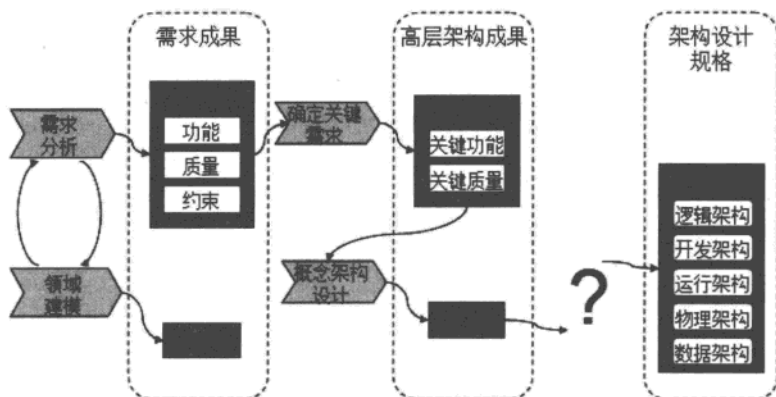 需求成果
高层架构成果
架构设计
规格
需求
分析
功能
质量
约束
确定关键
需求
关键功能
关键质量
逻辑架构
开发架构
运行架构
物理架构
数据架构
领域
建模
概念架构
设计
?